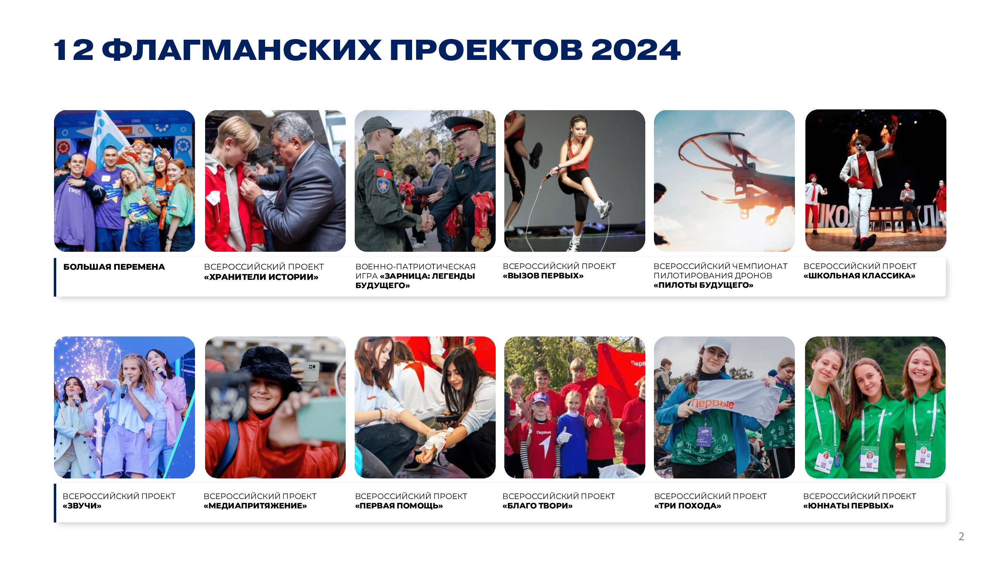 12 ФЛАГМАНСКИХ ПРОЕКТОВ 2024
БОЛЬШАЯ ПЕРЕМЕНА
ВСЕРОССИЙСКИЙ ПРОЕКТ
«ХРАНИТЕЛИ ИСТОРИИ»
ВОЕННО-ПАТРИОТИЧЕСКАЯ
ИГРА «ЗАРНИЦА: ЛЕГЕНДЫ
БУДУЩЕГО»
ВСЕРОССИЙСКИЙ ПРОЕКТ
«ВЫЗОВ ПЕРВЫХ»
ВСЕРОССИЙСКИЙ ЧЕМПИОНАТ
ПИЛОТИРОВАНИЯ ДРОНОВ
«ПИЛОТЫ БУДУЩЕГО»
ВСЕРОССИЙСКИЙ ПРОЕКТ
«ШКОЛЬНАЯ КЛАССИКА»
Первые
Первые
ВСЕРОССИЙСКИЙ ПРОЕКТ
«ЗВУЧИ»
ВСЕРОССИЙСКИЙ ПРОЕКТ
«МЕДИАПРИТЯЖЕНИЕ»
ВСЕРОССИЙСКИЙ ПРОЕКТ
«ПЕРВАЯ ПОМОЩЬ»
ВСЕРОССИЙСКИЙ ПРОЕКТ
«БЛАГО ТВОРИ»
ВСЕРОССИЙСКИЙ ПРОЕКТ
«ТРИ ПОХОДА»
ВСЕРОССИЙСКИЙ ПРОЕКТ
«ЮННАТЫ ПЕРВЫХ»
2